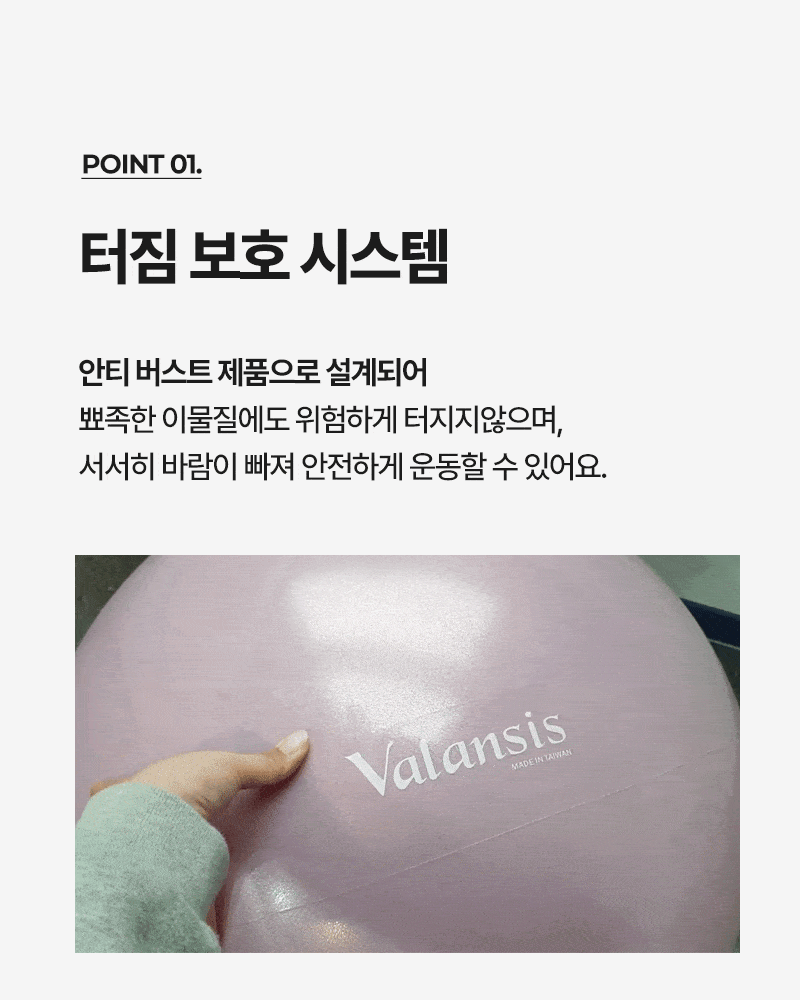 POINT 01.
터짐 보호 시스템
안티 버스트 제품으로 설계되어
뾰족한 이물질에도 위험하게 터지지않으며,
서서히 바람이 빠져 안전하게 운동할 수 있어요.
Valansis
MADE IN TAIWAN